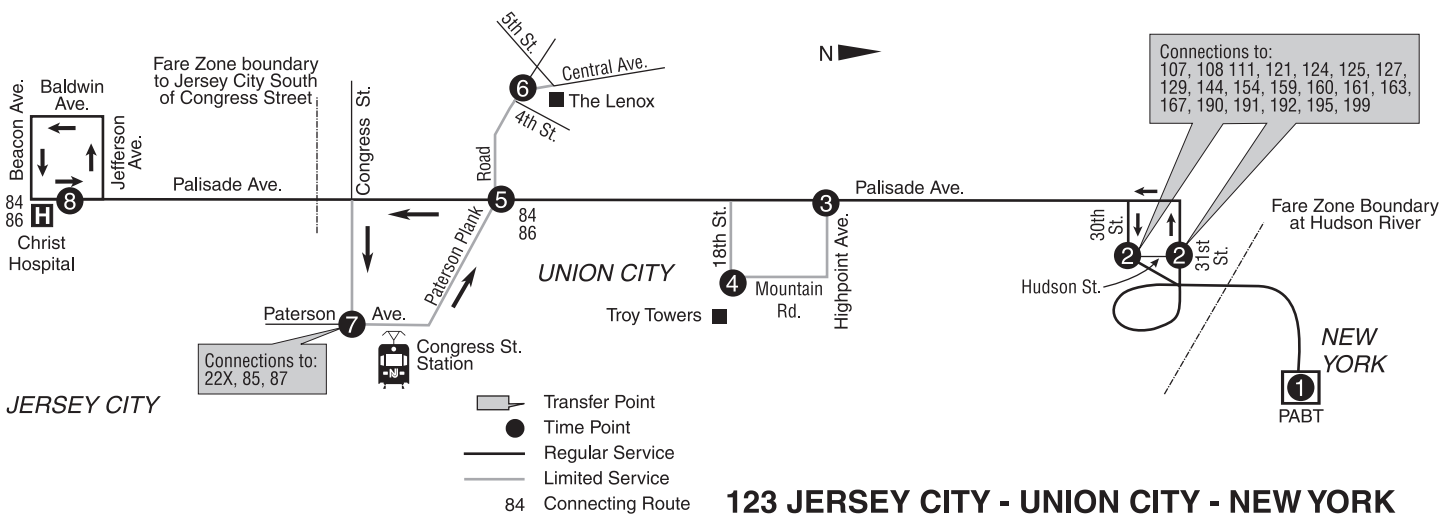 5th St.
Central Ave.
6
The Lenox
4th St.
N
Connections to:
107, 108 111, 121, 124, 125, 127,
129, 144, 154, 159, 160, 161, 163,
167, 190, 191, 192, 195, 199
Fare Zone boundary
to Jersey City South
of Congress Street
Baldwin
Ave.
Beacon Ave.
Jefferson
Ave.
Congress St.
Road
Palisade Ave.
Palisade Ave.
84
86
H
8
Christ
Hospital
5
84
86
Paterson Plank
3
18th St.
Highpoint Ave.
30th
St.
31st
St.
2
2
Hudson St.
Fare Zone Boundary
at Hudson River
UNION CITY
4
Mountain
Rd.
Troy Towers
Paterson
7
Ave.
Congress St.
Station
NJ
Connections to:
22X, 85, 87
NEW
YORK
1
PABT
JERSEY CITY
Transfer Point
Time Point
Regular Service
Limited Service
84 Connecting Route
123 JERSEY CITY - UNION CITY - NEW YORK